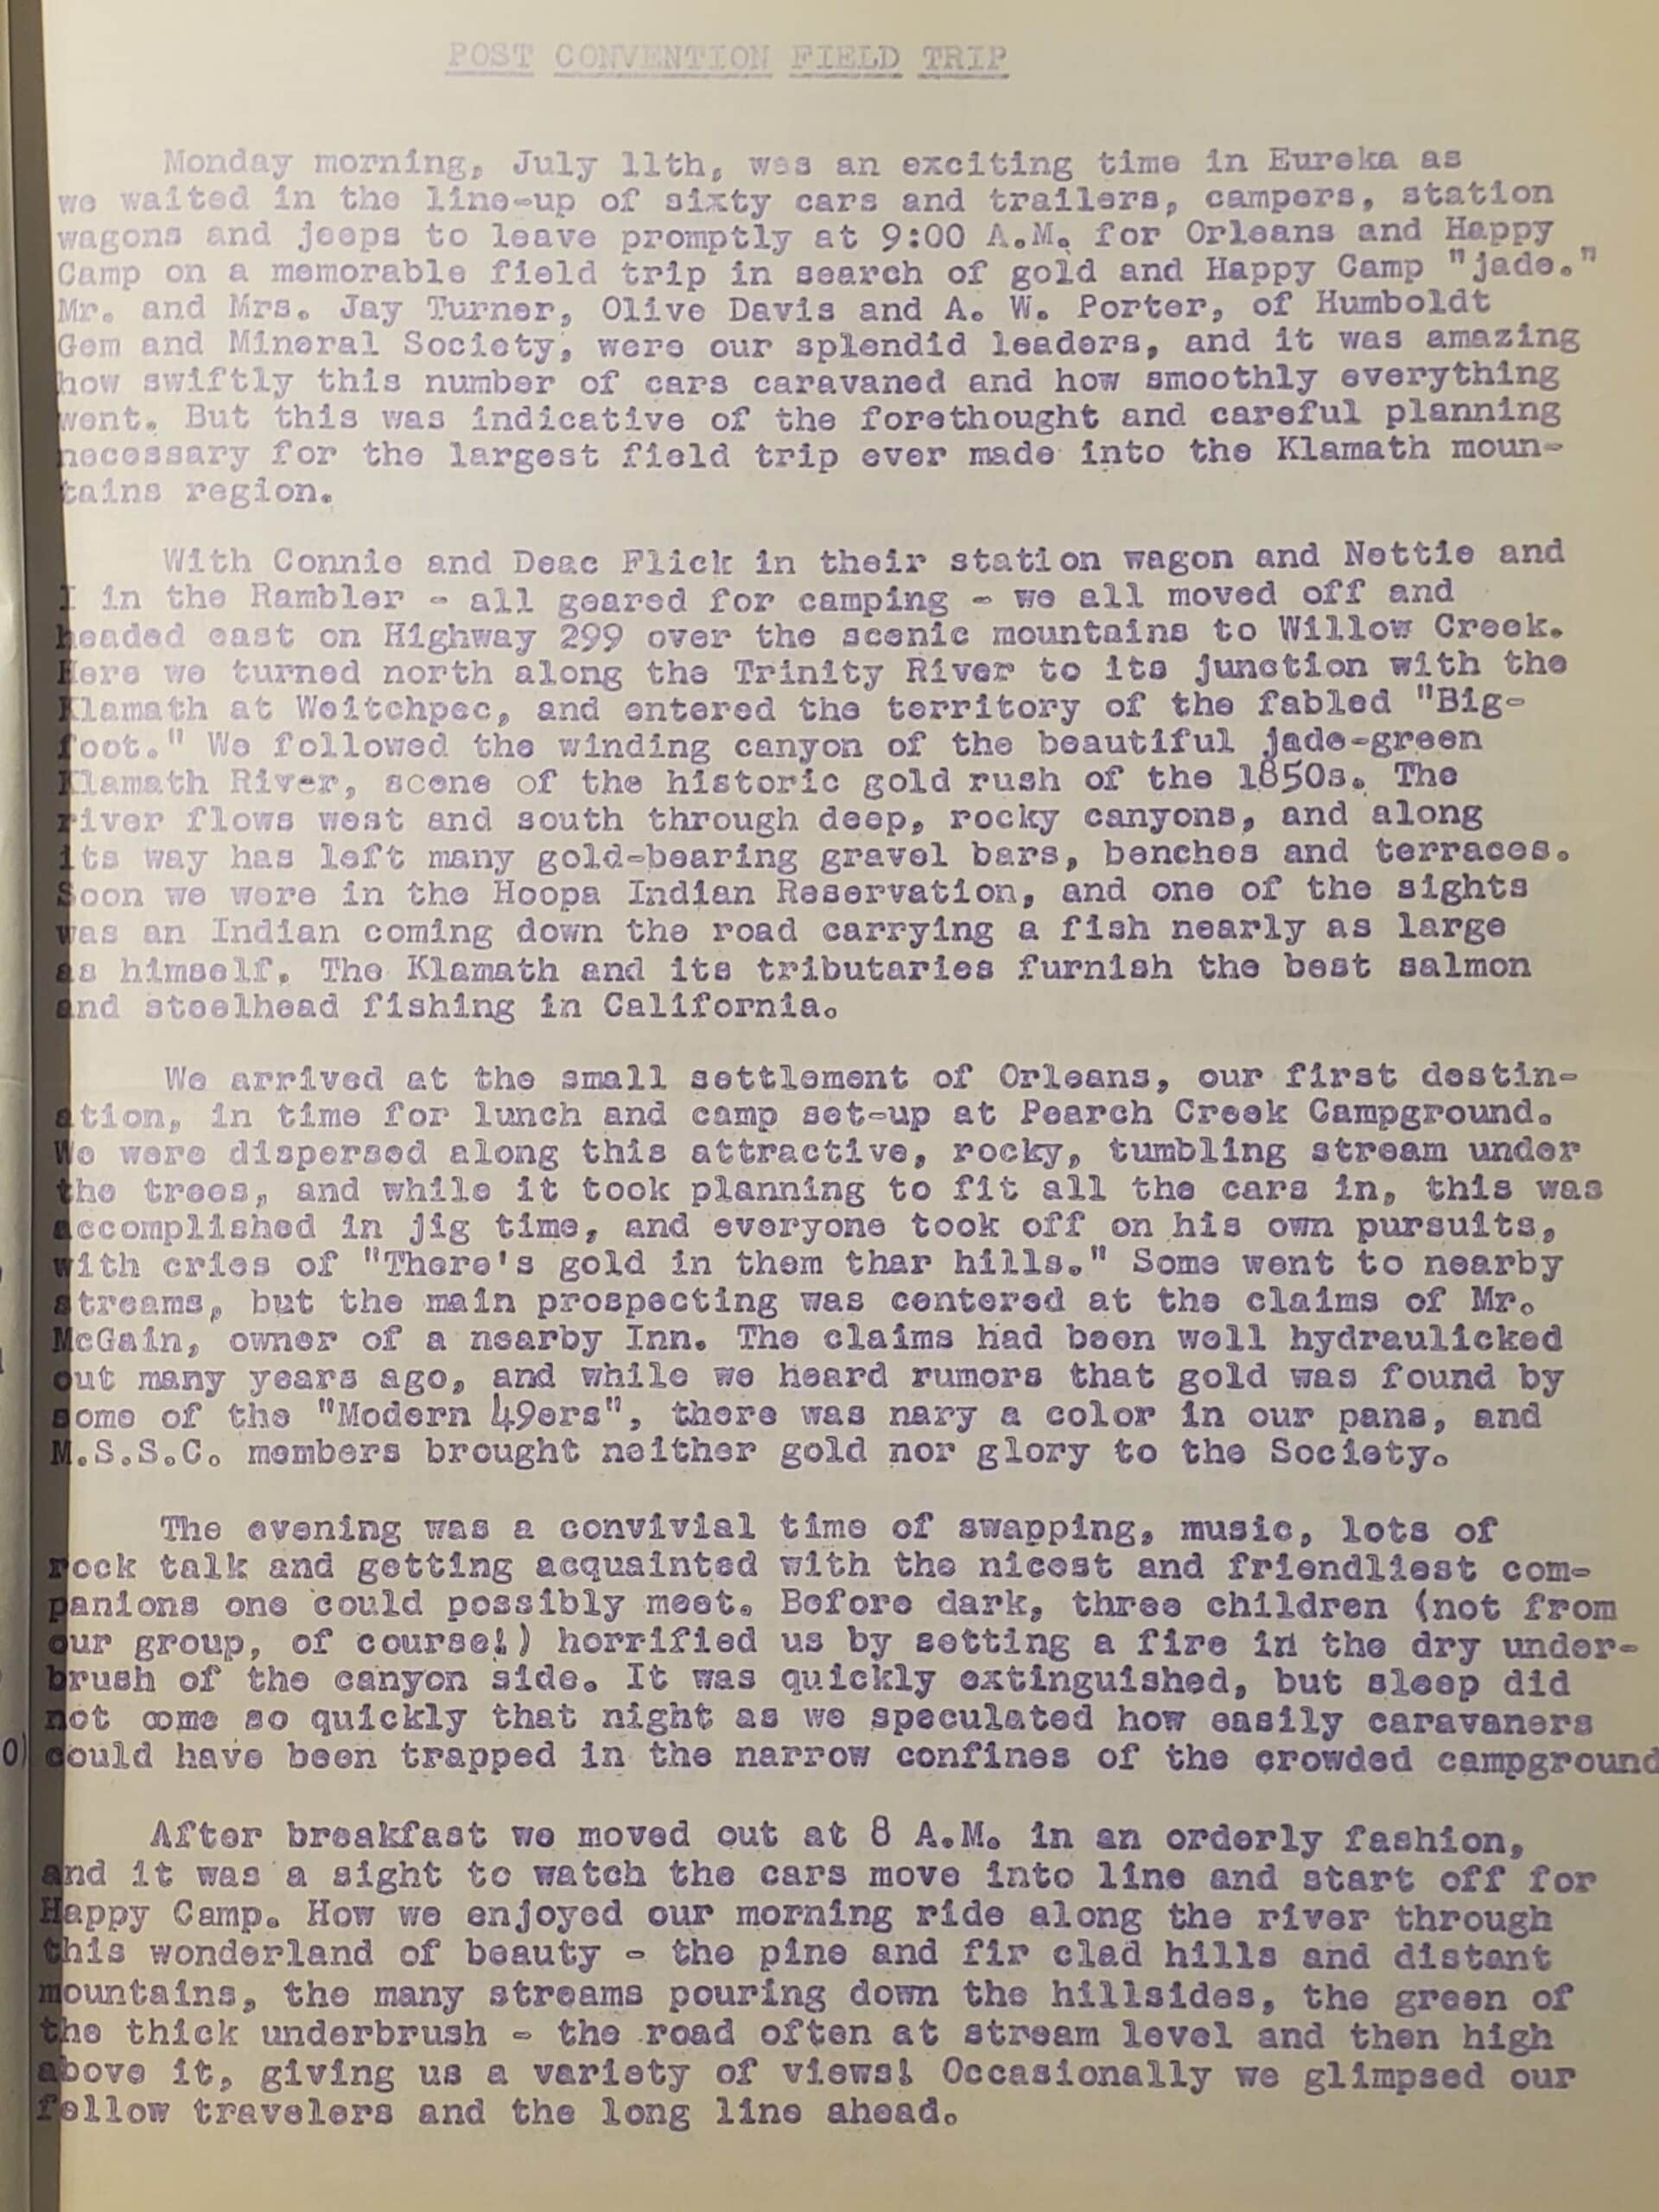 POST CONVENTION FIELD TRIP
Monday morning, July 11th, was an exciting time in Eureka as
we waited in the line-up of sixty cars and trailers, campers, station
wagons and jeeps to leave promptly at 9:00 A.M. for Orleans and Happy
Camp on a memorable field trip in search of gold and Happy Camp "jade."
Mr. and Mrs. Jay Turner, Olive Davis and A. W. Porter, of Humboldt
Gem and Mineral Society, were our splendid leaders, and it was amazing
how swiftly this number of cars caravaned and how smoothly everything
went. But this was indicative of the forethought and careful planning
necessary for the largest field trip ever made into the Klamath moun-
tains region.
With Connie and Deac Flick in their station wagon and Nettie and
I in the Rambler - all geared for camping - we all moved off and
headed east on Highway 299 over the scenic mountains to Willow Creek.
Here we turned north along the Trinity River to its junction with the
Klamath at Weitchpec, and entered the territory of the fabled "Big-
foot." We followed the winding canyon of the beautiful jade-green
Klamath River, scene of the historic gold rush of the 1850s. The
river flows west and south through deep, rocky canyons, and along
its way has left many gold-bearing gravel bars, benches and terraces.
Soon we were in the Hoopa Indian Reservation, and one of the sights
was an Indian coming down the road carrying a fish nearly as large
as himself. The Klamath and its tributaries furnish the best salmon
and steelhead fishing in California.
We arrived at the small settlement of Orleans, our first destin-
ation, in time for lunch and camp set-up at Pearch Creek Campground.
We were dispersed along this attractive, rocky, tumbling stream under
the trees, and while it took planning to fit all the cars in, this was
accomplished in jig time, and everyone took off on his own pursuits,
with cries of "There's gold in them thar hills." Some went to nearby
streams, but the main prospecting was centered at the claims of Mr.
McGain, owner of a nearby Inn. The claims had been well hydraulicked
out many years ago, and while we heard rumors that gold was found by
some of the "Modern 49ers", there was nary a color in our pans, and
M.S.S.C. members brought neither gold nor glory to the Society.
The evening was a convivial time of swapping, music, lots of
rock talk and getting acquainted with the nicest and friendliest com-
panions one could possibly meet. Before dark, three children (not from
our group, of course!) horrified us by setting a fire in the dry under-
brush of the canyon side. It was quickly extinguished, but sleep did
not come so quickly that night as we speculated how easily caravaners
0) could have been trapped in the narrow confines of the crowded campground
After breakfast we moved out at 8 A.M. in an orderly fashion,
and it was a sight to watch the cars move into line and start off for
Happy Camp. How we enjoyed our morning ride along the river through
this wonderland of beauty - the pine and fir clad hills and distant
mountains, the many streams pouring down the hillsides, the green of
the thick underbrush - the road often at stream level and then high
above it, giving us a variety of views! Occasionally we glimpsed our
fellow travelers and the long line ahead.